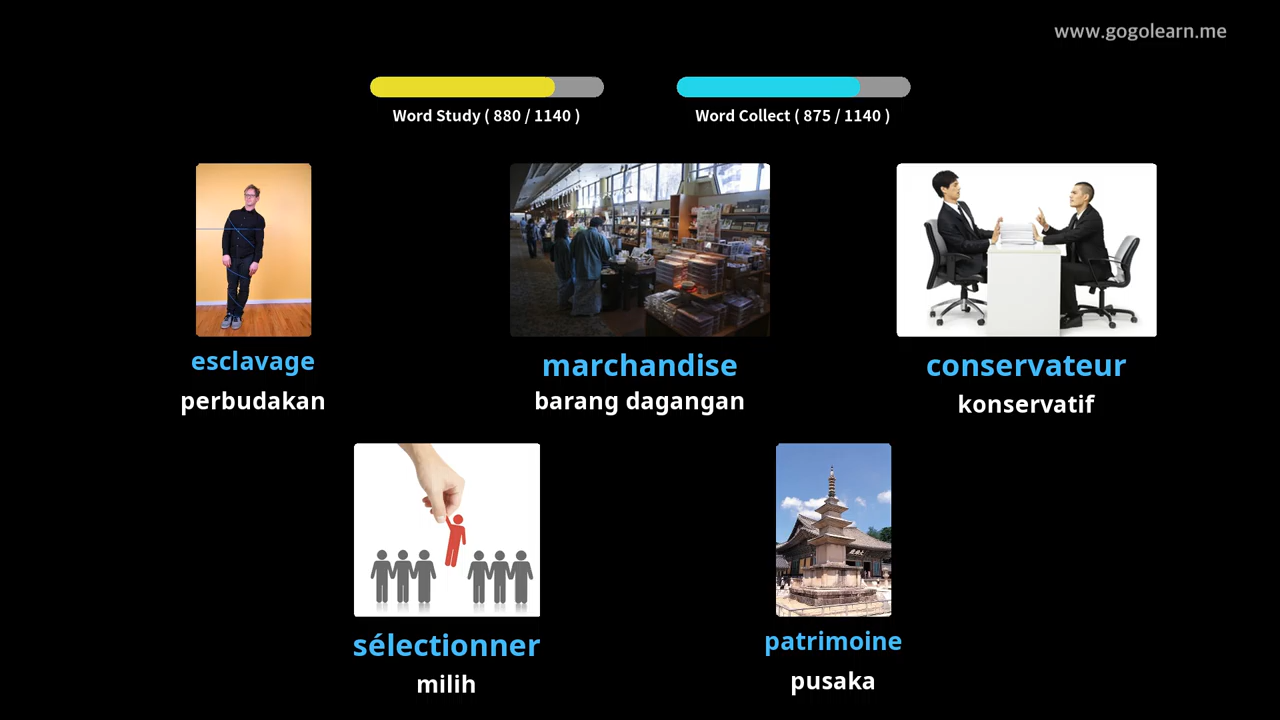 www.gogolearn.me
Word Study ( 880 / 1140 )
Word Collect ( 875 / 1140 )
esclavage
perbudakan
marchandise
barang dagangan
conservateur
konservatif
sélectionner
milih
patrimoine
pusaka